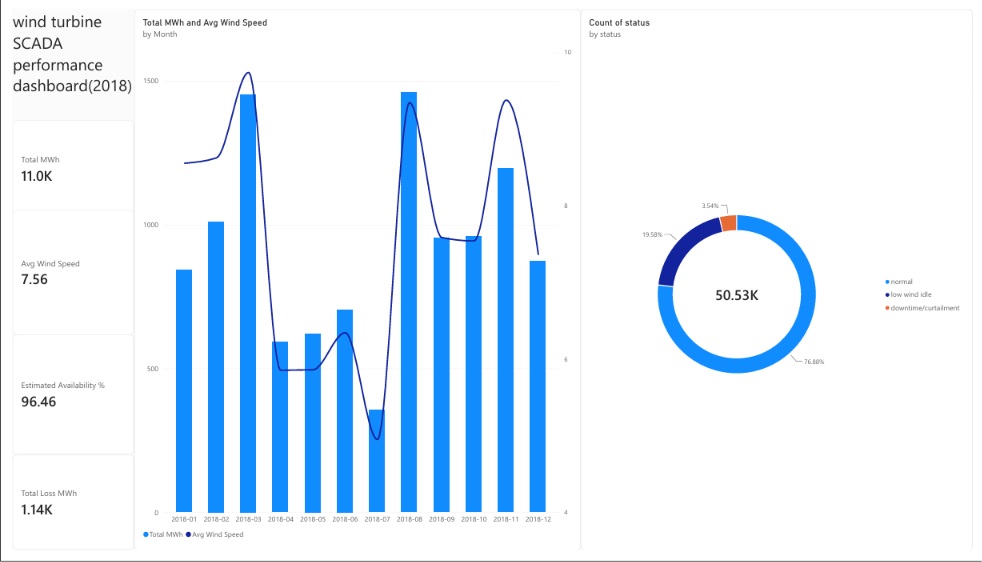 wind turbine
SCADA
performance
dashboard(2018)
Total MWh
11.0K
Avg Wind Speed
7.56
Estimated Availability %
96.46
Total Loss MWh
1.14K
Total MWh and Avg Wind Speed
by Month
10
1500
1000
8
6
500
0
4
2018-01 2018-02 2018-03 2018-04 2018-05 2018-06 2018-07 2018-08 2018-09 2018-10 2018-11 2018-12
Total MWh Avg Wind Speed
Count of status
by status
3.54%
19.58%
50.53K
normal
low wind idle
downtime/curtailment
76.88%